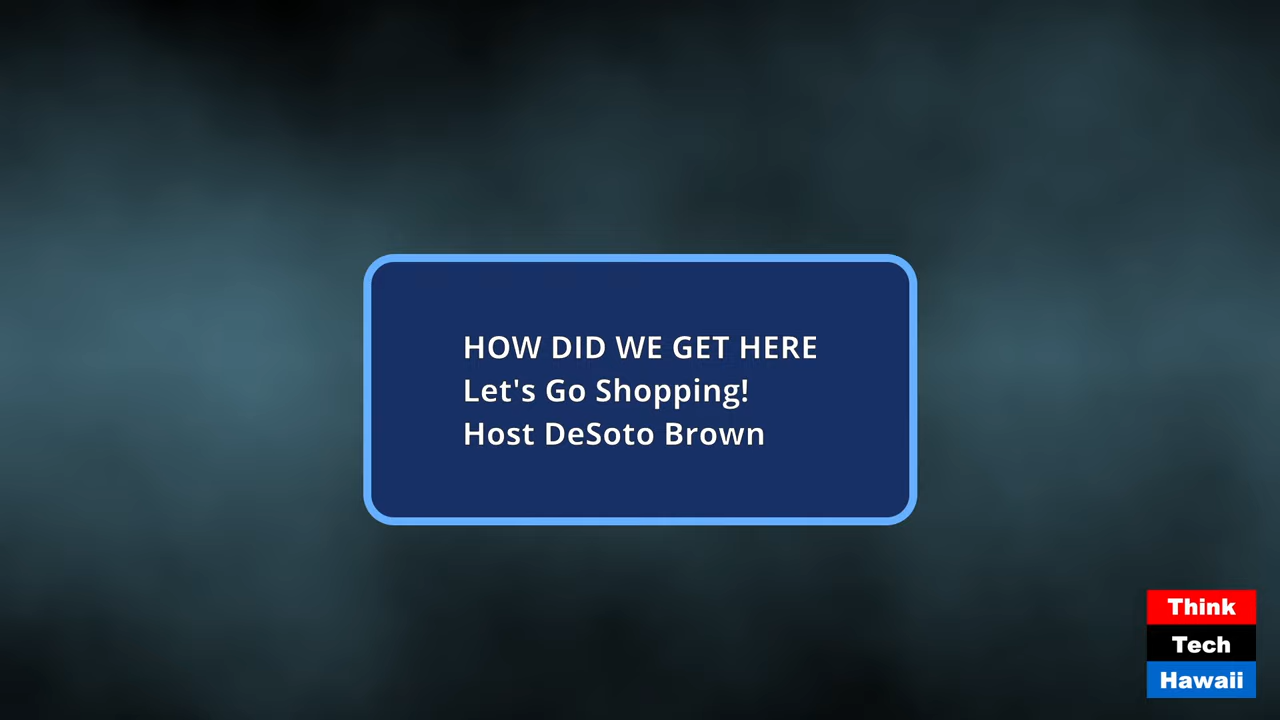 HOW DID WE GET HERE
Let's Go Shopping!
Host DeSoto Brown
Think
Tech
Hawaii